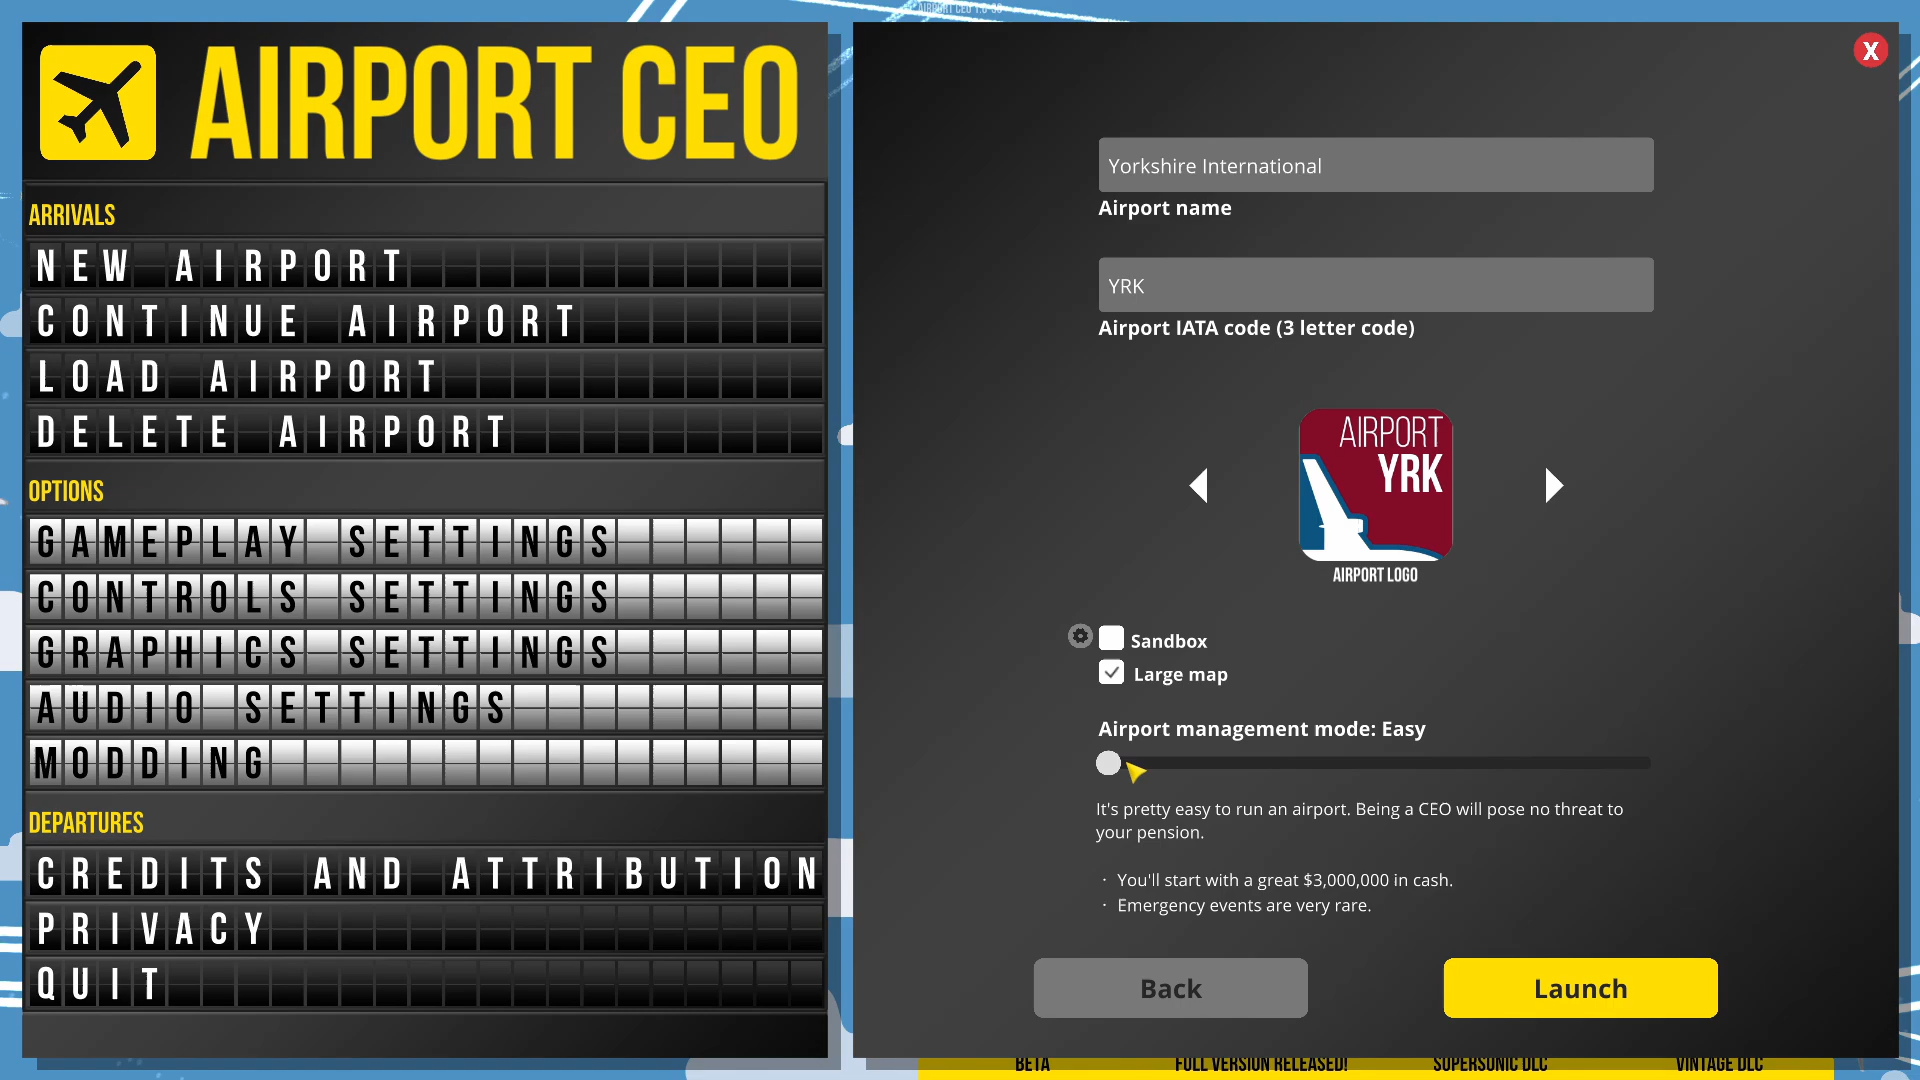 AIRPORT CEO
ARRIVALS
NEW AIRPORT
CONTINUE AIRPORT
LOAD AIRPORT
DELETE AIRPORT
OPTIONS
GAMEPLAY SETTINGS
CONTROLS SETTINGS
GRAPHICS SETTINGS
AUDIO SETTINGS
MODDING
DEPARTURES
CREDITS AND ATTRIBUTION
PRIVACY
QUIT
X
Yorkshire International
Airport name
YRK
Airport IATA code (3 letter code)
AIRPORT
YRK
AIRPORT LOGO
Sandbox
Large map
Airport management mode: Easy
It's pretty easy to run an airport. Being a CEO will pose no threat to
your pension.
· You'll start with a great $3,000,000 in cash.
· Emergency events are very rare.
Back
Launch
BETA
FULL VERSION RELEASED!
SUPERSONIC DLC
VINTAGE DLC